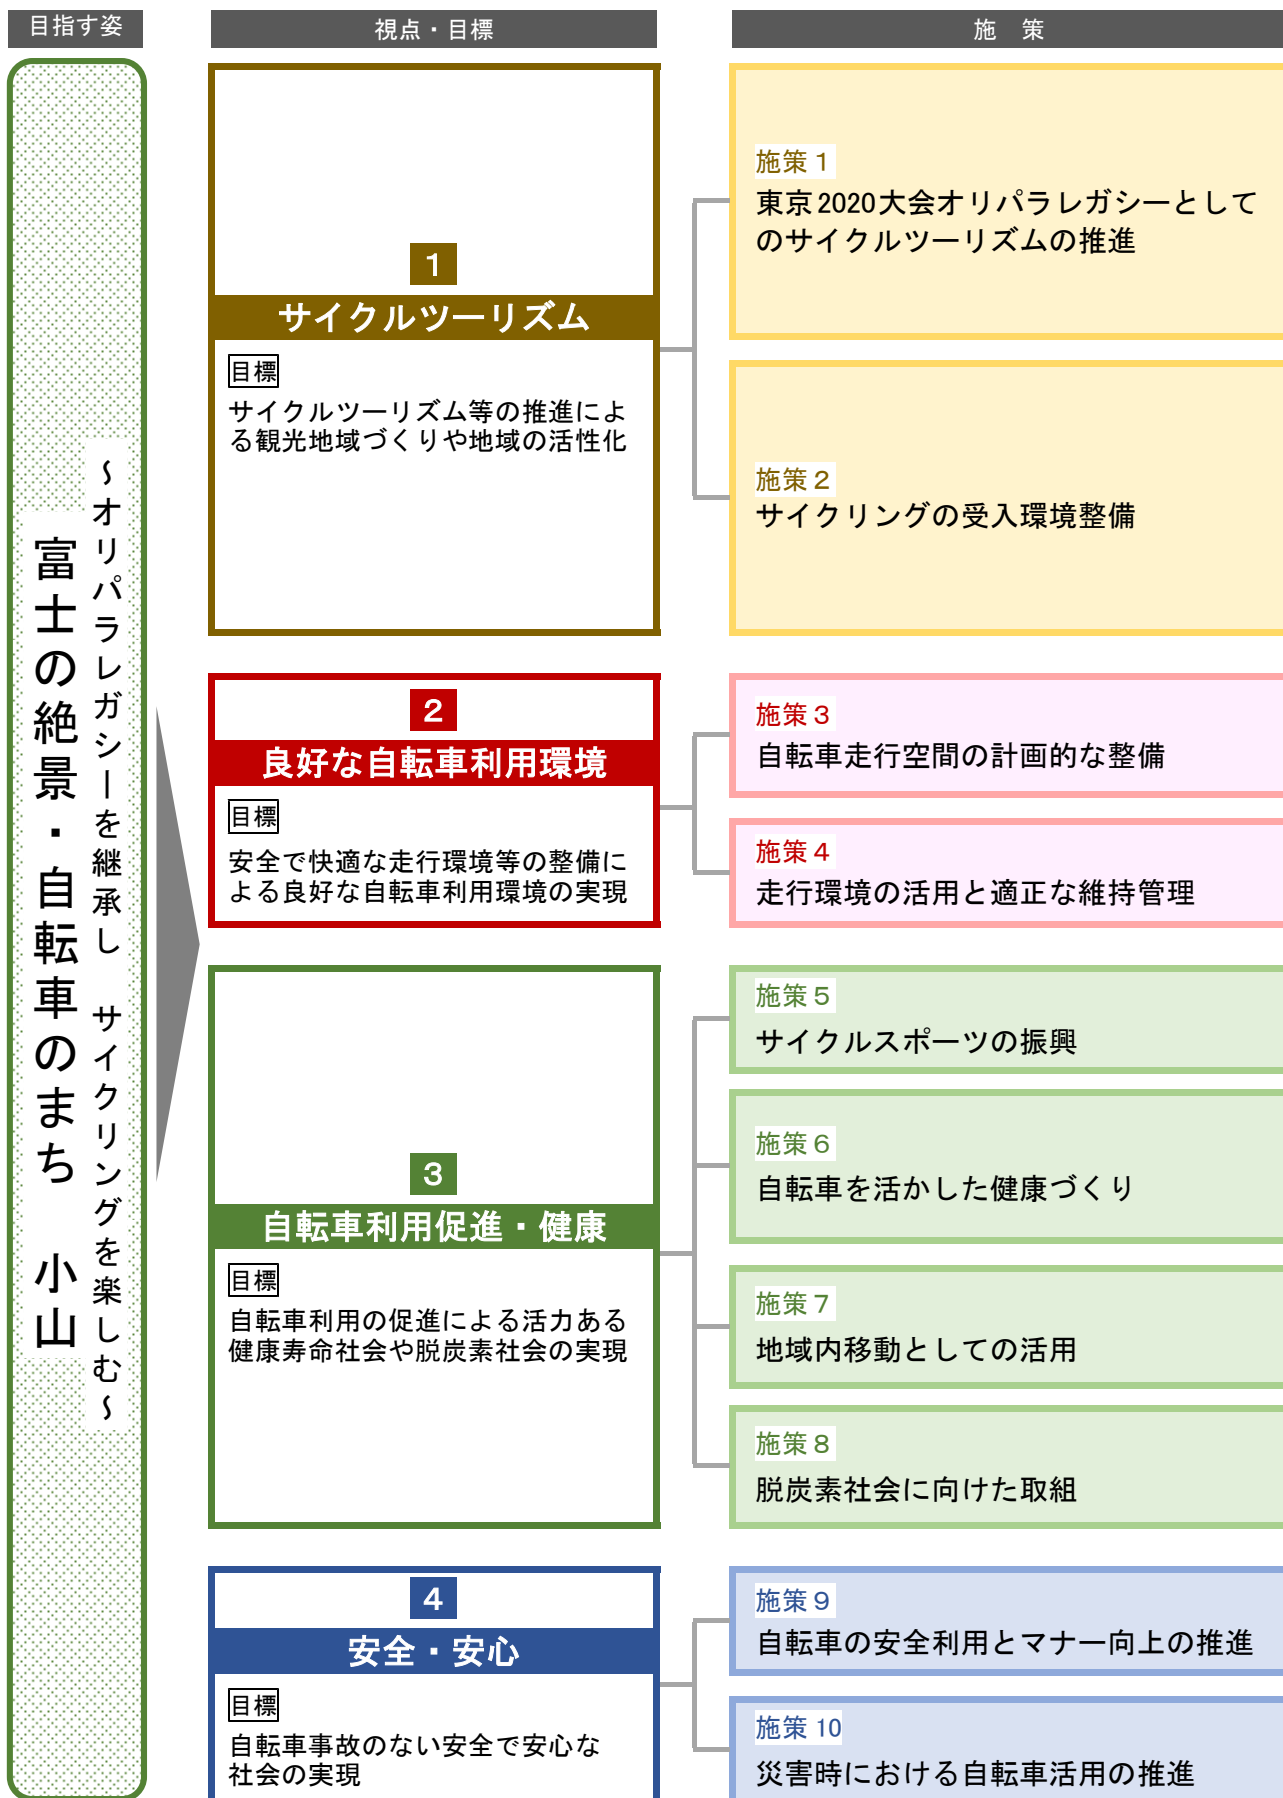 目指す姿
視点・目標
施　策
富士の絶景・自転車のまち　小山
～オリパラレガシーを継承し　サイクリングを楽しむ～
1
サイクルツーリズム
目標
サイクルツーリズム等の推進によ
る観光地域づくりや地域の活性化
施策１
東京2020大会オリパラレガシーとして
のサイクルツーリズムの推進
施策２
サイクリングの受入環境整備
2
良好な自転車利用環境
目標
安全で快適な走行環境等の整備に
よる良好な自転車利用環境の実現
施策３
自転車走行空間の計画的な整備
施策４
走行環境の活用と適正な維持管理
3
自転車利用促進・健康
目標
自転車利用の促進による活力ある
健康寿命社会や脱炭素社会の実現
施策５
サイクルスポーツの振興
施策６
自転車を活かした健康づくり
施策７
地域内移動としての活用
施策８
脱炭素社会に向けた取組
4
安全・安心
目標
自転車事故のない安全で安心な
社会の実現
施策９
自転車の安全利用とマナー向上の推進
施策 10
災害時における自転車活用の推進